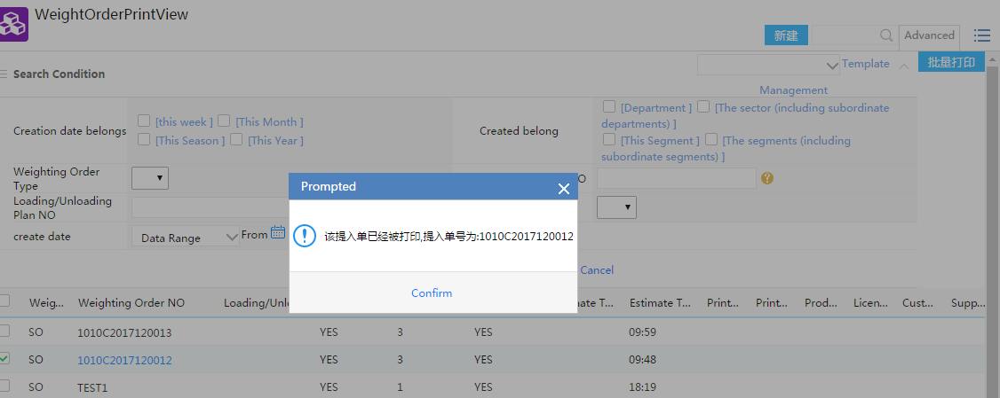 WeightOrderPrintView
新建
Advanced
Search Condition
Template
Management
批量打印
Creation date belongs
[this week ] [This Month ]
[This Season ] [This Year ]
Created belong
[Department ] [The sector (including subordinate
departments) ]
[This Segment ] [The segments (including
subordinate segments) ]
Weighting Order
Type
O
Loading/Unloading
Plan NO
create date
Data Range
From
Prompted
该提入单已经被打印,提入单号为:1010C2017120012
Confirm
Cancel
Weig... Weighting Order NO Loading/Unl ate T... Estimate T... Print... Print... Prod... Licen... Cust... Supp...
SO 1010C2017120013 YES 3 YES 09:59
SO 1010C2017120012 YES 3 YES 09:48
SO TEST1 YES 1 YES 18:19